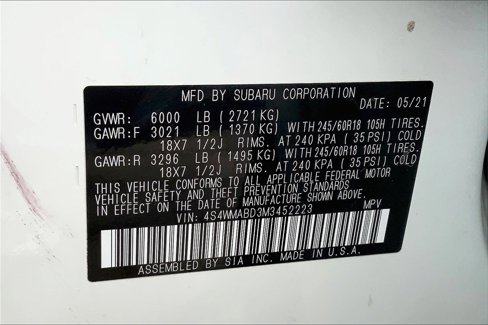 MFD BY SUBARU CORPORATION
DATE: 05/21
GVWR: 6000 LB (2721 KG)
GAWR:F 3021 LB (1370 KG) WITH 245/60R18 105H TIRES.
18X7 1/2J RIMS. AT 240 KPA (35 PSI) COLD
GAWR:R 3296 LB (1495 KG) WITH 245/60R18 105H TIRES.
18X7 1/2J RIMS. AT 240 KPA (35 PSI) COLD
THIS VEHICLE CONFORMS TO ALL APPLICABLE FEDERAL MOTOR
VEHICLE SAFETY AND THEFT PREVENTION STANDARDS
IN EFFECT ON THE DATE OF MANUFACTURE SHOWN ABOVE.
VIN: 4S4WMABD3M3452223 MPV
ASSEMBLED BY SIA INC. MADE IN U.S.A.